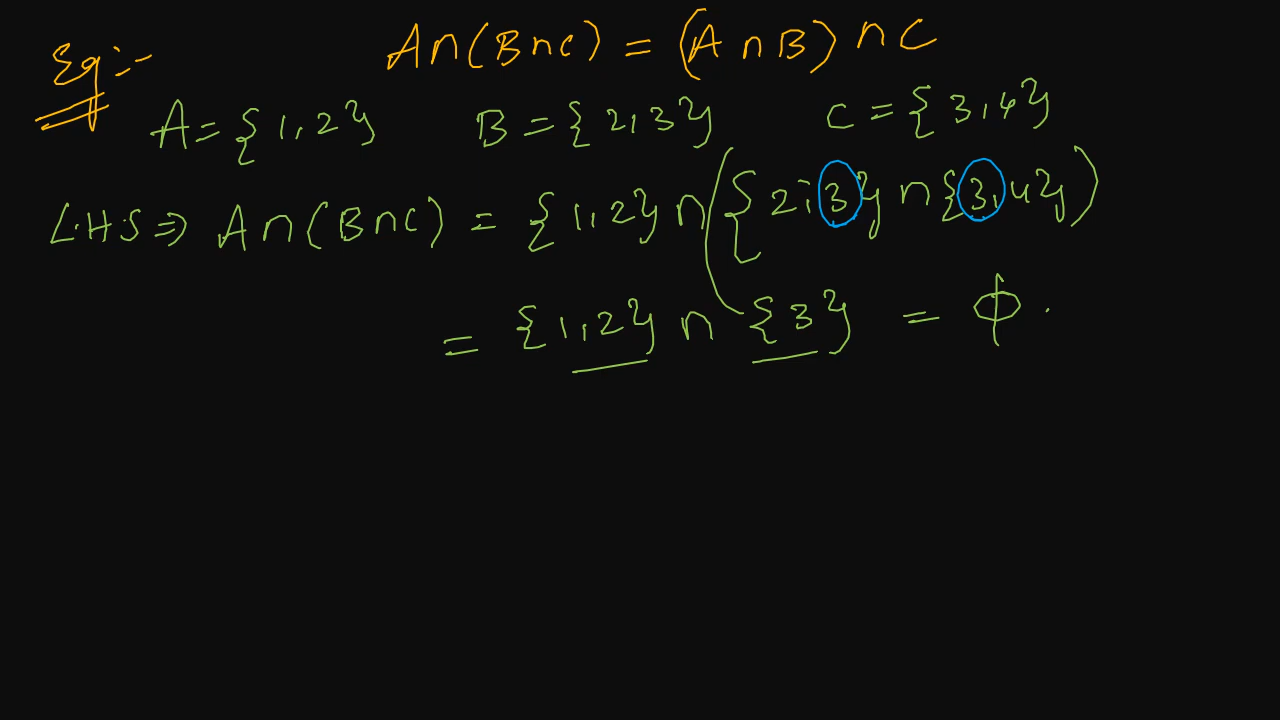 Eg:- A∩(B∩C) = (A∩B)∩C
A={1,2} B={2,3} C={3,4}
L.H.S ⇒ A∩(B∩C) = {1,2}∩({2,3}∩{3,4})
= {1,2} ∩ {3} = ϕ.